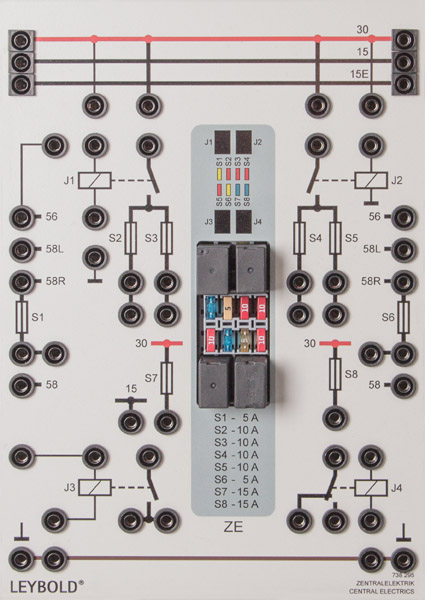 30
15
15E
J1 J2
S1 S2 S3 S4
S5 S6 S7 S8
J3 J4
J1
J2
56
58L
58R
S2 S3
S4 S5
56
58L
58R
S1
S6
58
58
30
30
S7
S8
15
5
10
10
10
10
S1 - 5 A
S2 - 10 A
S3 - 10 A
S4 - 10 A
S5 - 10 A
S6 - 5 A
S7 - 15 A
S8 - 15 A
J3
J4
ZE
LEYBOLD®
738 295
ZENTRALELEKTRIK
CENTRAL ELECTRICS